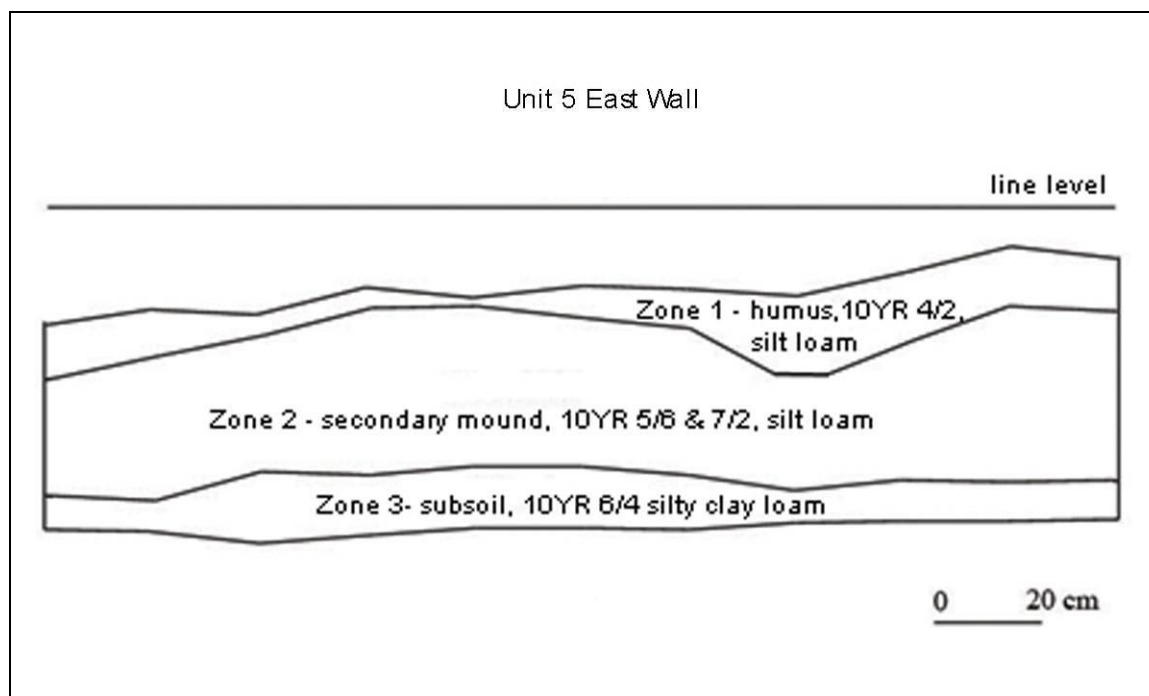 Unit 5 East Wall
line level
Zone 1 - humus,10YR 4/2,
silt loam
Zone 2 - secondary mound, 10YR 5/6 & 7/2, silt loam
Zone 3- subsoil, 10YR 6/4 silty clay loam
0 20 cm